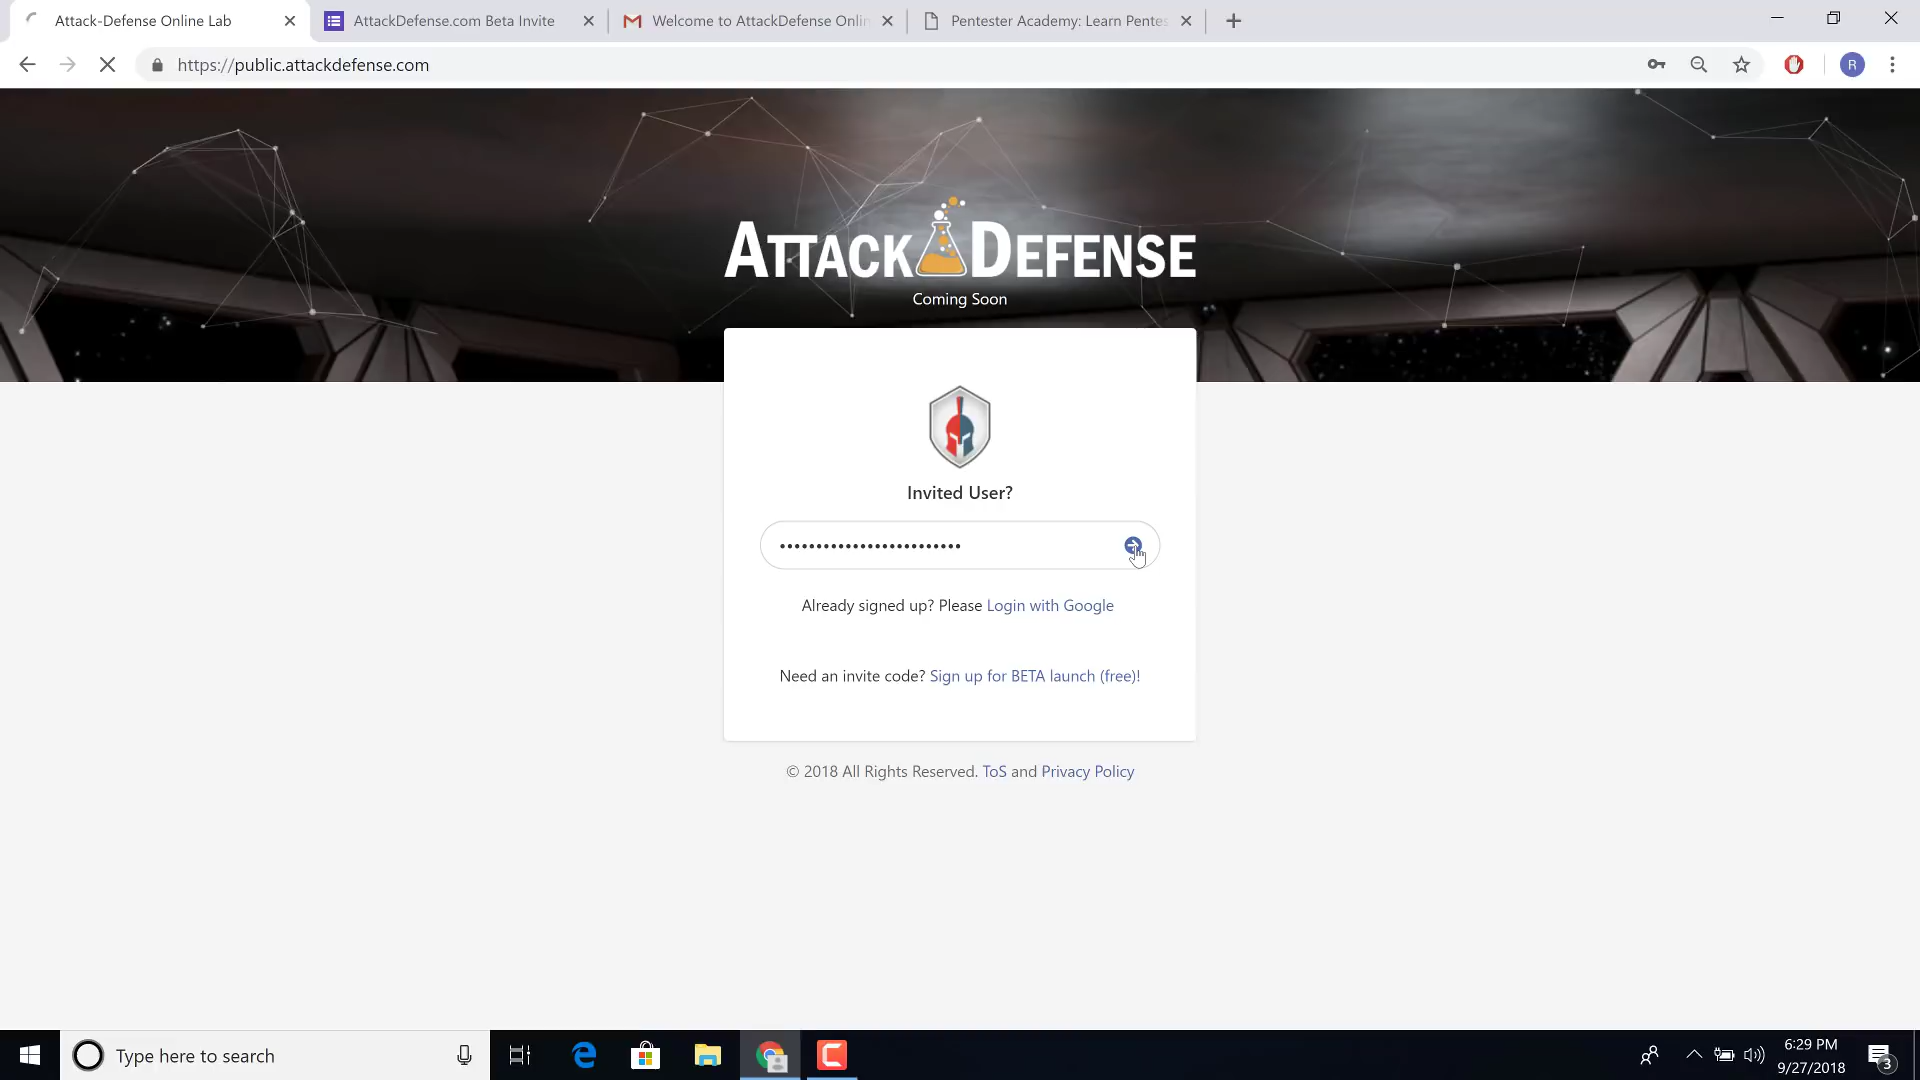 Attack-Defense Online Lab
AttackDefense.com Beta Invite
Welcome to AttackDefense Onlin
Pentester Academy: Learn Pentes
https://public.attackdefense.com
R
ATTACK DEFENSE
Coming Soon
Invited User?
•••••••••••••••••••••••••
Already signed up? Please Login with Google
Need an invite code? Sign up for BETA launch (free)!
© 2018 All Rights Reserved. ToS and Privacy Policy
Type here to search
6:29 PM
9/27/2018
3